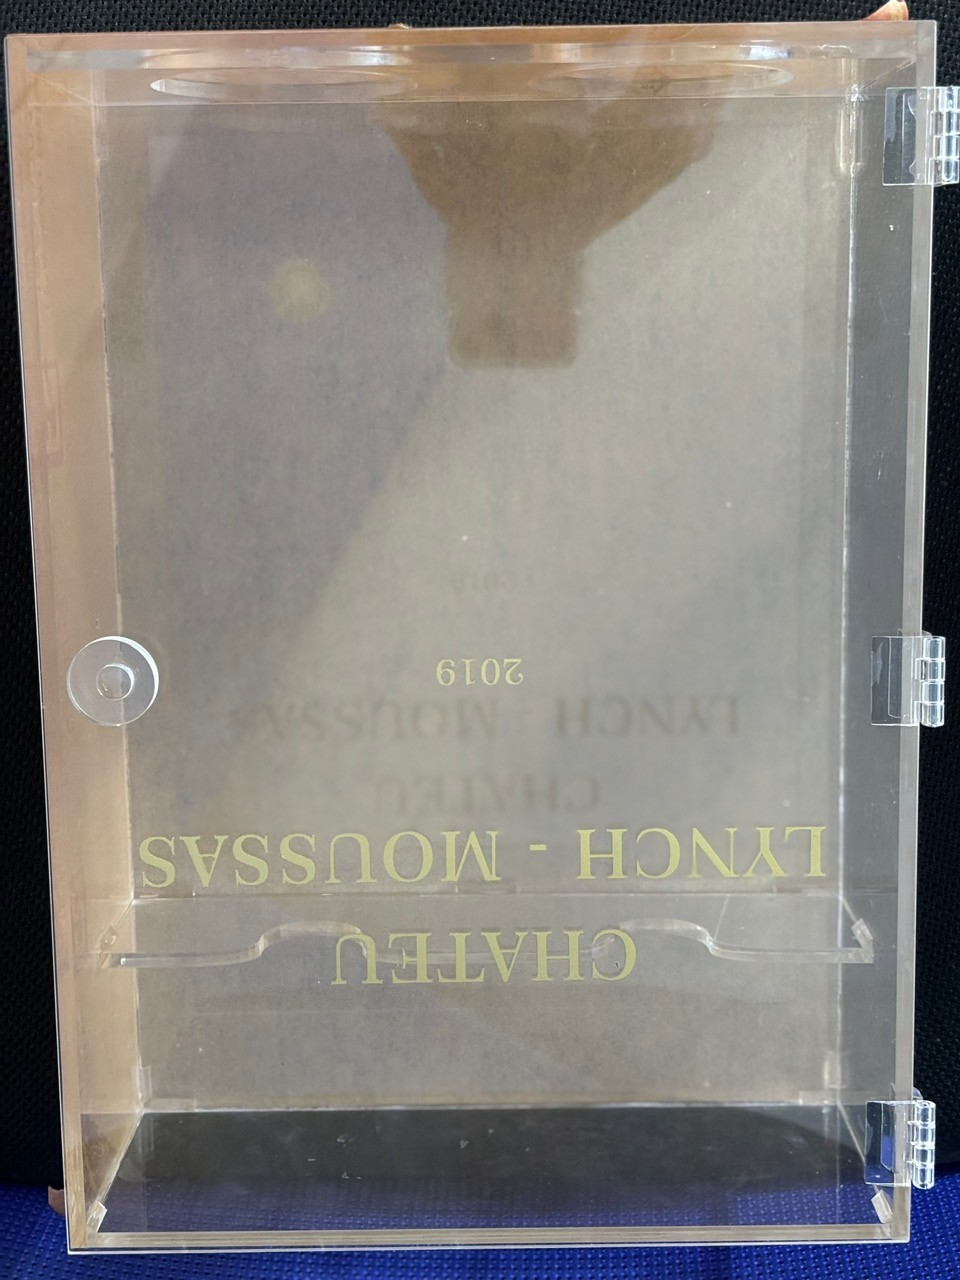 CHATEU
LYNCH - MOUSSAS
2019